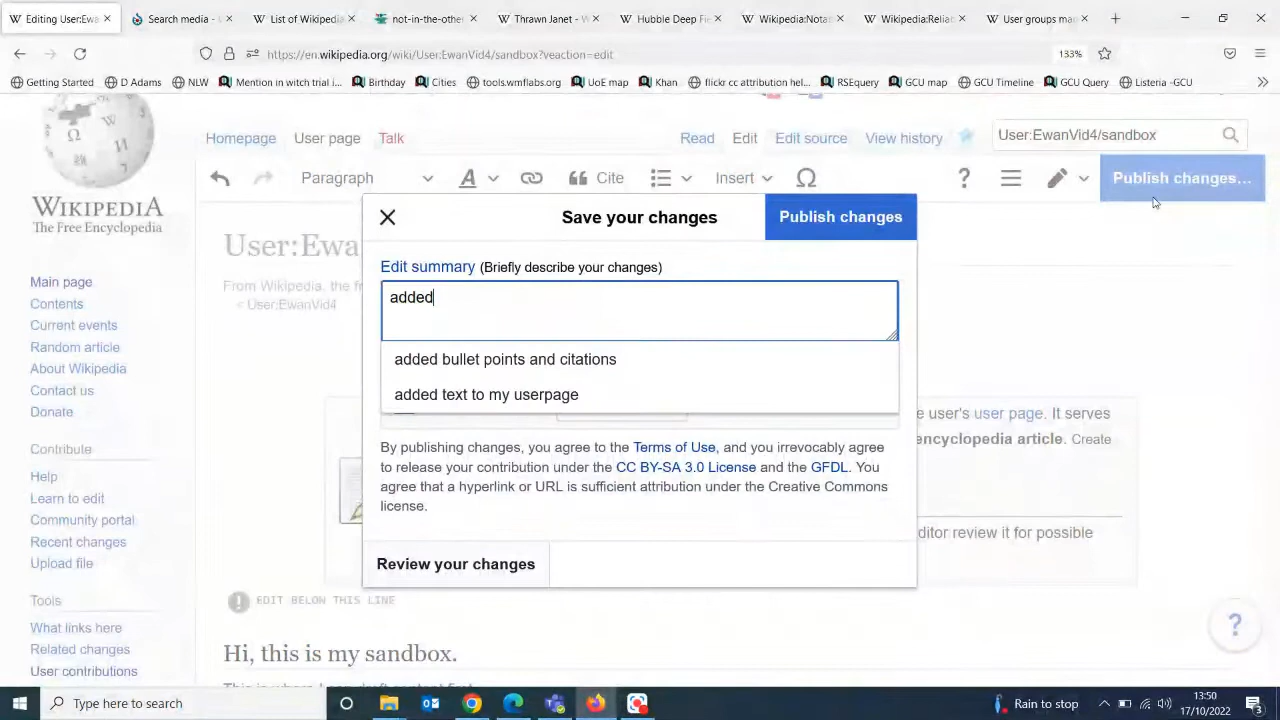 Editing User:Ewa
Search media -
List of Wikipedia
not-in-the-othe
Thrawn Janet - W
Hubble Deep Fie
Wikipedia:Nota
Wikipedia:Relia
User groups ma
https://en.wikipedia.org/wiki/User:EwanVid4/sandbox?veaction=edit
133%
Getting Started
D Adams
NLW
Mention in witch trial i...
Birthday
Cities
tools.wmflabs.org
UoE map
Khan
flickr cc attribution hel...
RSEquery
GCU map
GCU Timeline
GCU Query
Listeria -GCU
Homepage
User page
Talk
Read
Edit
Edit source
View history
User:EwanVid4/sandbox
Paragraph
A
Cite
Insert
Ω
?
Publish changes...
WIKIPEDIA
The Free Encyclopedia
Main page
Contents
Current events
Random article
About Wikipedia
Contact us
Donate
Contribute
Help
Learn to edit
Community portal
Recent changes
Upload file
Tools
What links here
Related changes
User contributions
User:Ewan
From Wikipedia, the fr
< User:EwanVid4
Save your changes
Publish changes
Edit summary (Briefly describe your changes)
added
added bullet points and citations
added text to my userpage
By publishing changes, you agree to the Terms of Use, and you irrevocably agree
to release your contribution under the CC BY-SA 3.0 License and the GFDL. You
agree that a hyperlink or URL is sufficient attribution under the Creative Commons
license.
Review your changes
e user's user page. It serves
encyclopedia article. Create
ditor review it for possible
EDIT BELOW THIS LINE
Hi, this is my sandbox.
?
Type here to search
Rain to stop
13:50
17/10/2022